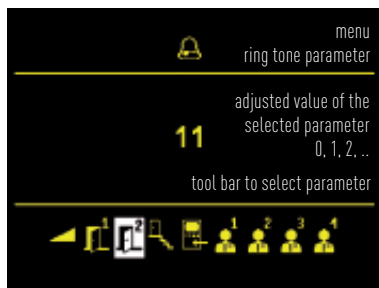 menu
ring tone parameter
adjusted value of the
selected parameter
11
0, 1, 2, ..
tool bar to select parameter
1 2 1 2 3 4